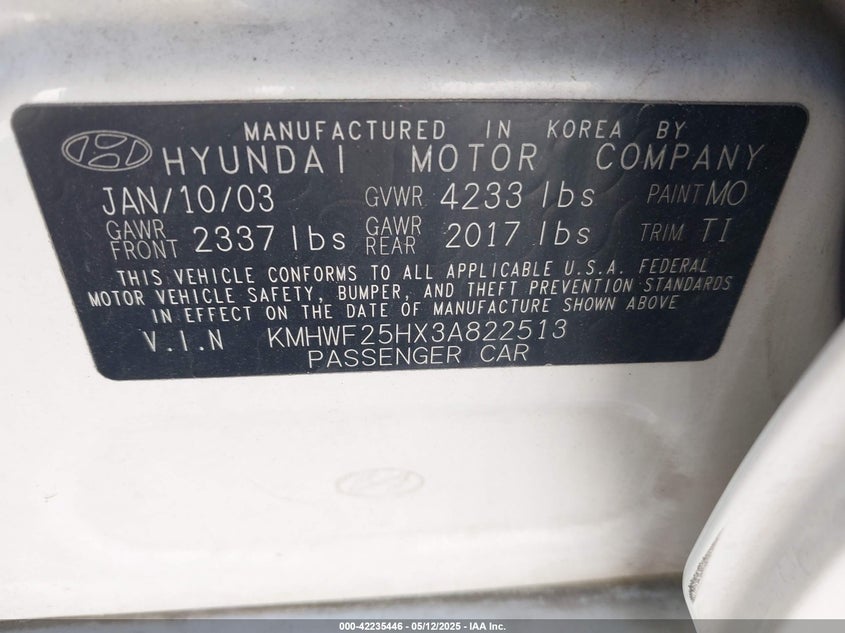 MANUFACTURED IN KOREA BY
HYUNDAI MOTOR COMPANY
JAN/10/03 GVWR 4233 lbs PAINT MO
GAWR FRONT 2337 lbs GAWR REAR 2017 lbs TRIM TI
THIS VEHICLE CONFORMS TO ALL APPLICABLE U.S.A. FEDERAL
MOTOR VEHICLE SAFETY, BUMPER, AND THEFT PREVENTION STANDARDS
IN EFFECT ON THE DATE OF MANUFACTURE SHOWN ABOVE
V.I.N KMHWF25HX3A822513
PASSENGER CAR
000-42235446 - 05/12/2025 - IAA Inc.